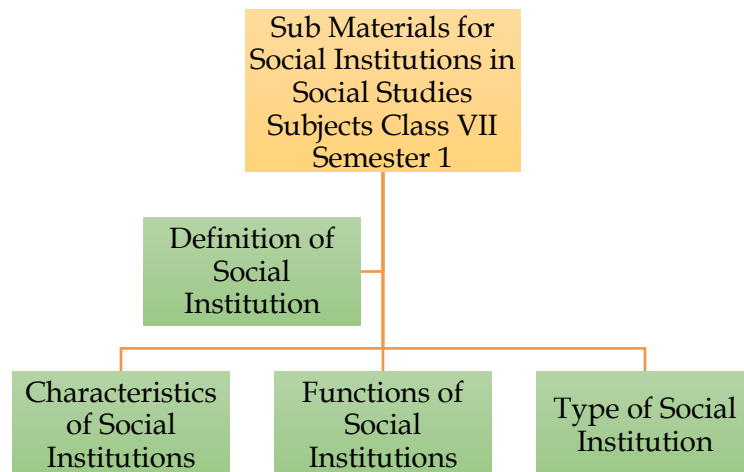 Sub Materials for
Social Institutions in
Social Studies
Subjects Class VII
Semester 1
Definition of
Social
Institution
Characteristics
of Social
Institutions
Functions of
Social
Institutions
Type of Social
Institution